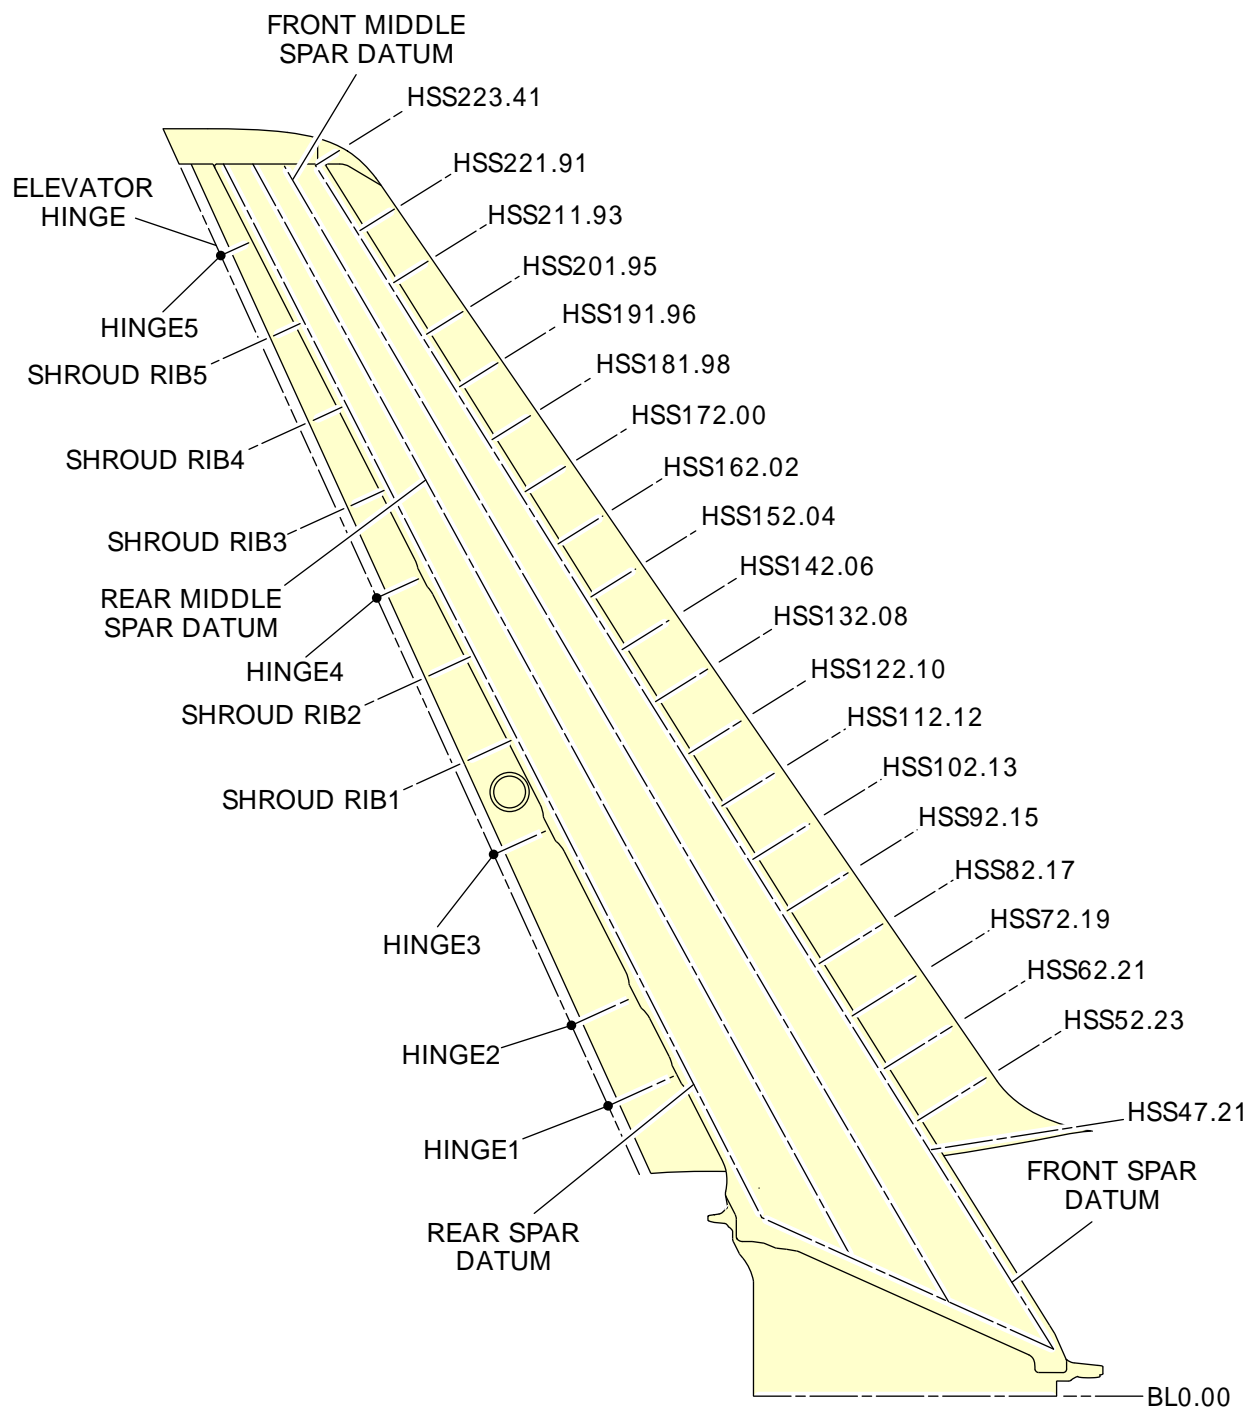 FRONT MIDDLE
SPAR DATUM
HSS223.41
HSS221.91
ELEVATOR
HINGE
HSS211.93
HSS201.95
HSS191.96
HINGE5
HSS181.98
SHROUD RIB5
HSS172.00
SHROUD RIB4
HSS162.02
HSS152.04
SHROUD RIB3
HSS142.06
REAR MIDDLE
SPAR DATUM
HSS132.08
HINGE4
HSS122.10
SHROUD RIB2
HSS112.12
HSS102.13
SHROUD RIB1
HSS92.15
HSS82.17
HSS72.19
HINGE3
HSS62.21
HSS52.23
HINGE2
HSS47.21
HINGE1
FRONT SPAR
DATUM
REAR SPAR
DATUM
BL0.00